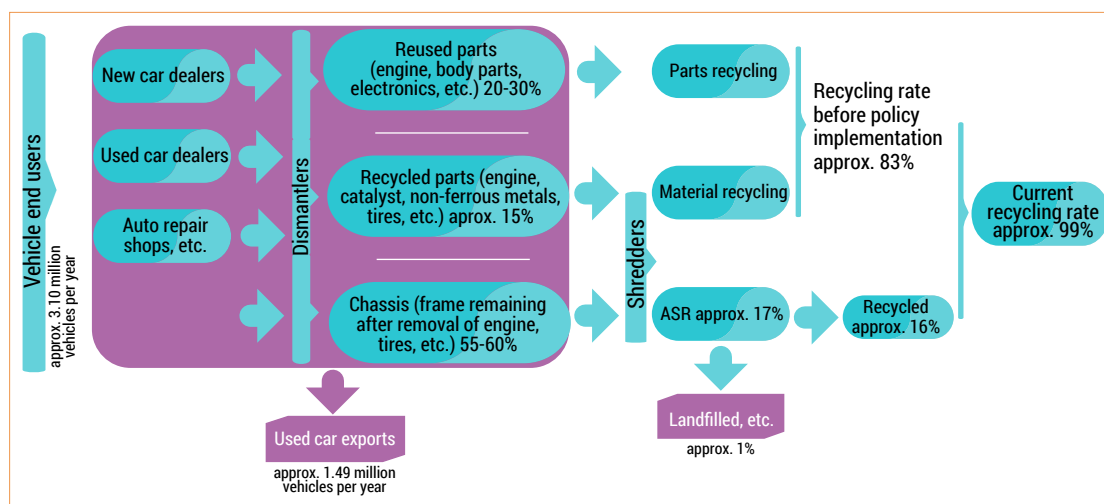 Vehicle end users
approx. 3.10 million
vehicles per year
New car dealers
Used car dealers
Auto repair
shops, etc.
Dismantlers
Reused parts
(engine, body parts,
electronics, etc.) 20-30%
Recycled parts (engine,
catalyst, non-ferrous metals,
tires, etc.) aprox. 15%
Chassis (frame remaining
after removal of engine,
tires, etc.) 55-60%
Used car exports
approx. 1.49 million
vehicles per year
Shredders
Parts recycling
Material recycling
ASR approx. 17%
Landfilled, etc.
approx. 1%
Recycling rate
before policy
implementation
approx. 83%
Recycled
approx. 16%
Current
recycling rate
approx. 99%